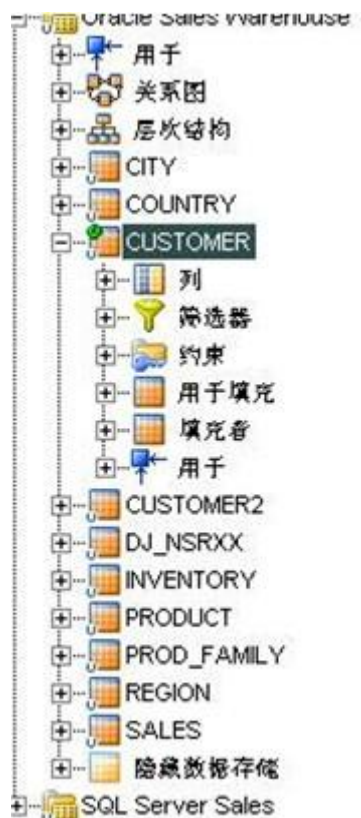 Oracle Sales Warehouse
用于
关系图
层次结构
CITY
COUNTRY
CUSTOMER
列
筛选器
约束
用于填充
填充者
用于
CUSTOMER2
DJ_NSRXX
INVENTORY
PRODUCT
PROD_FAMILY
REGION
SALES
隐藏数据存储
SQL Server Sales